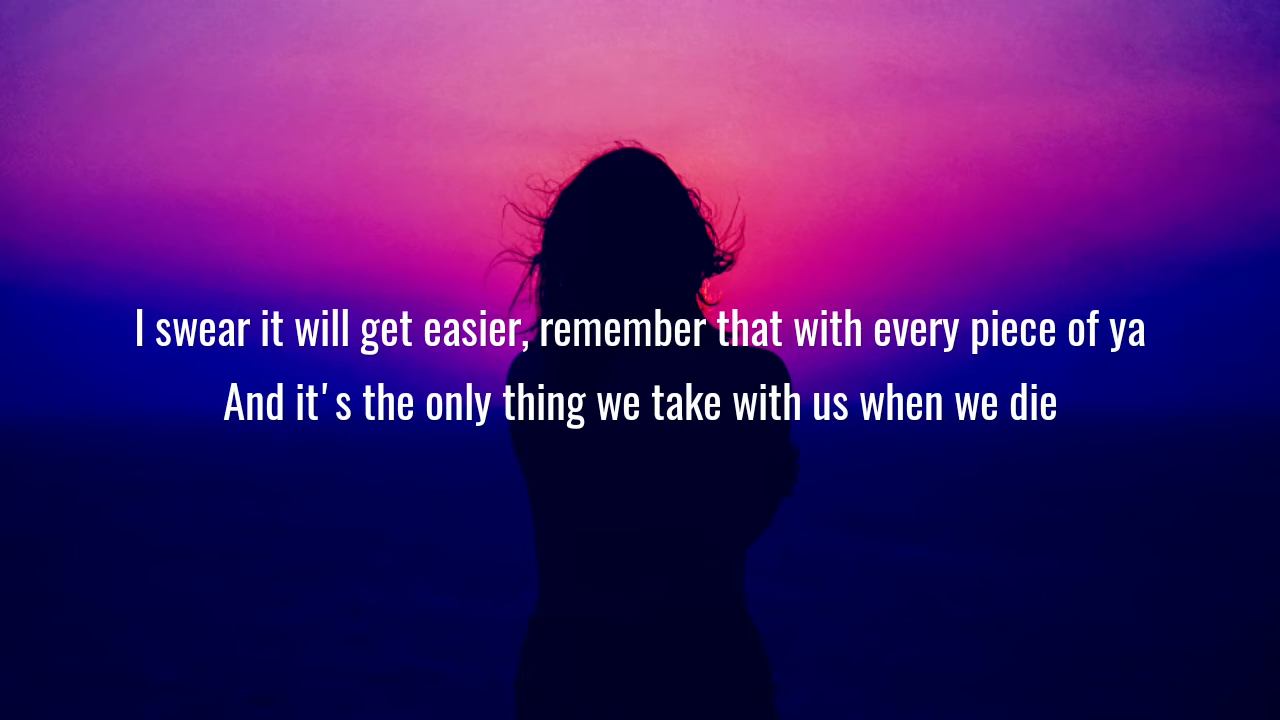 I swear it will get easier, remember that with every piece of ya
And it's the only thing we take with us when we die